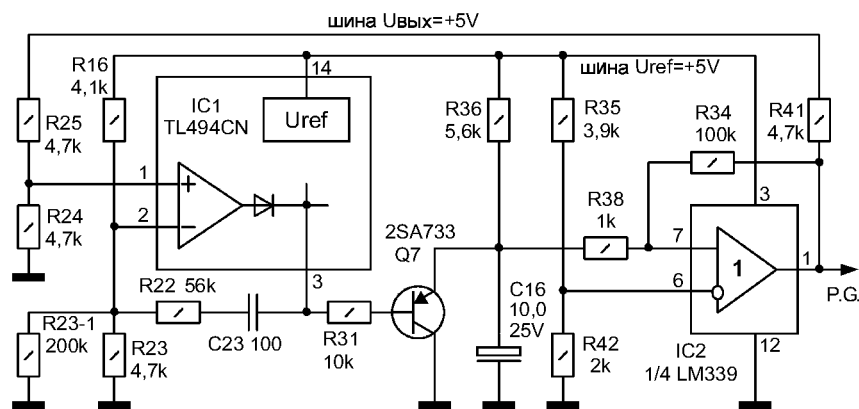 шина Uвых=+5V
R16
4,1k
14
шина Uref=+5V
IC1
TL494CN
Uref
R25
4,7k
R36
5,6k
R35
3,9k
R34
100k
R41
4,7k
1
2
+
−
R24
4,7k
3
2SA733
Q7
R38
1k
7
6
3
1
1
P.G.
R22 56k
C23 100
R31
10k
C16
10,0
25V
R23-1
200k
R23
4,7k
R42
2k
IC2
1/4 LM339
12